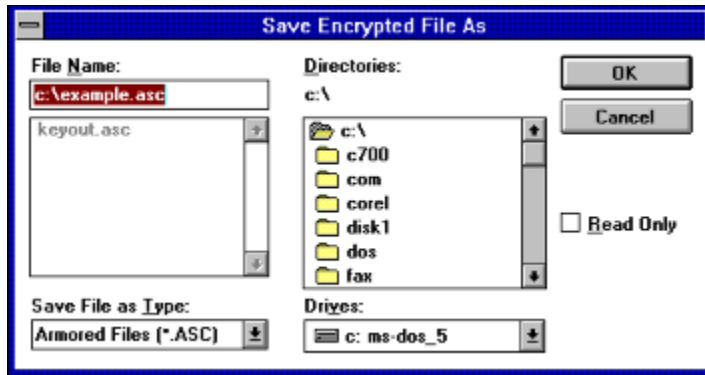 Save Encrypted File As
File Name:
c:\example.asc
keyout.asc
Save File as Type:
Armored Files (*.ASC)
Directories:
c:\
c:\
c700
com
corel
disk1
dos
fax
Drives:
c: ms-dos_5
OK
Cancel
Read Only